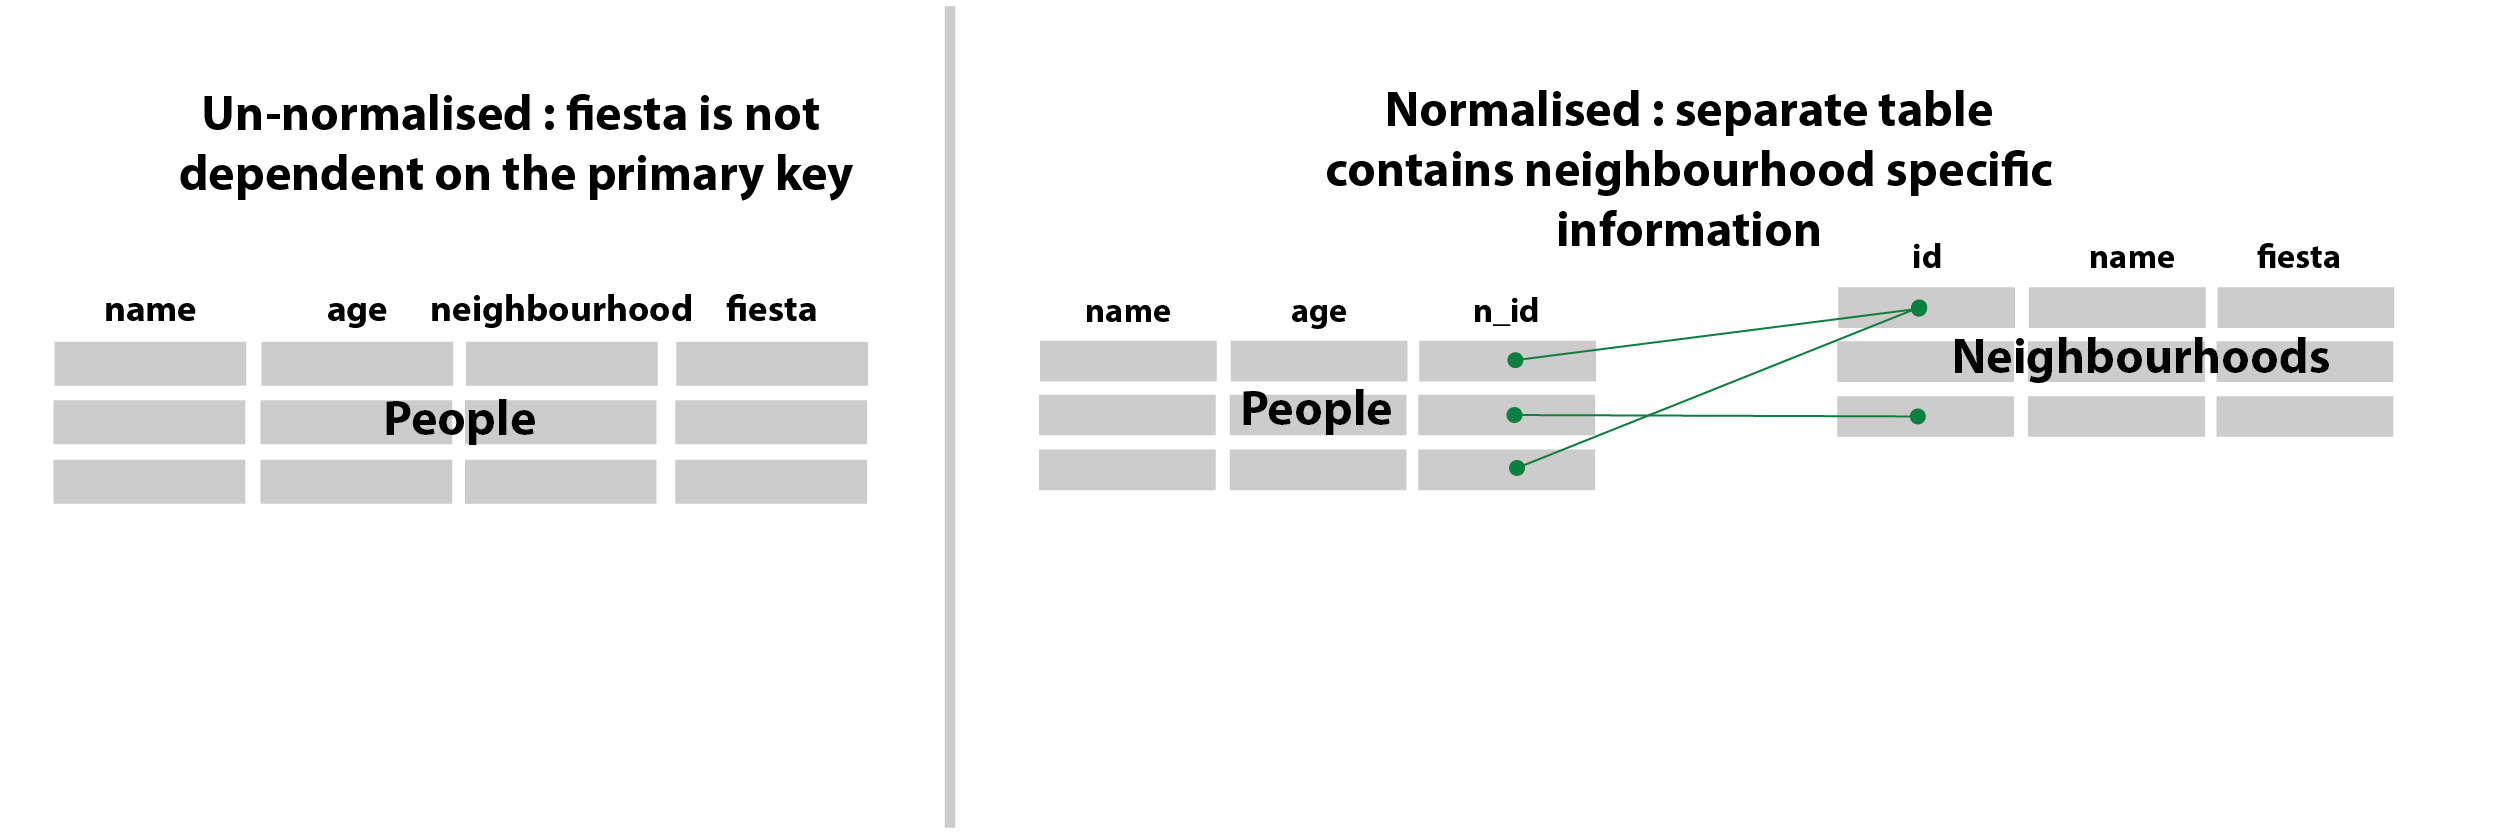 Un-normalised : fiesta is not
dependent on the primary key
name age neighbourhood fiesta
People
Normalised : separate table
contains neighbourhood specific
information
name age n_id
People
id name fiesta
Neighbourhoods